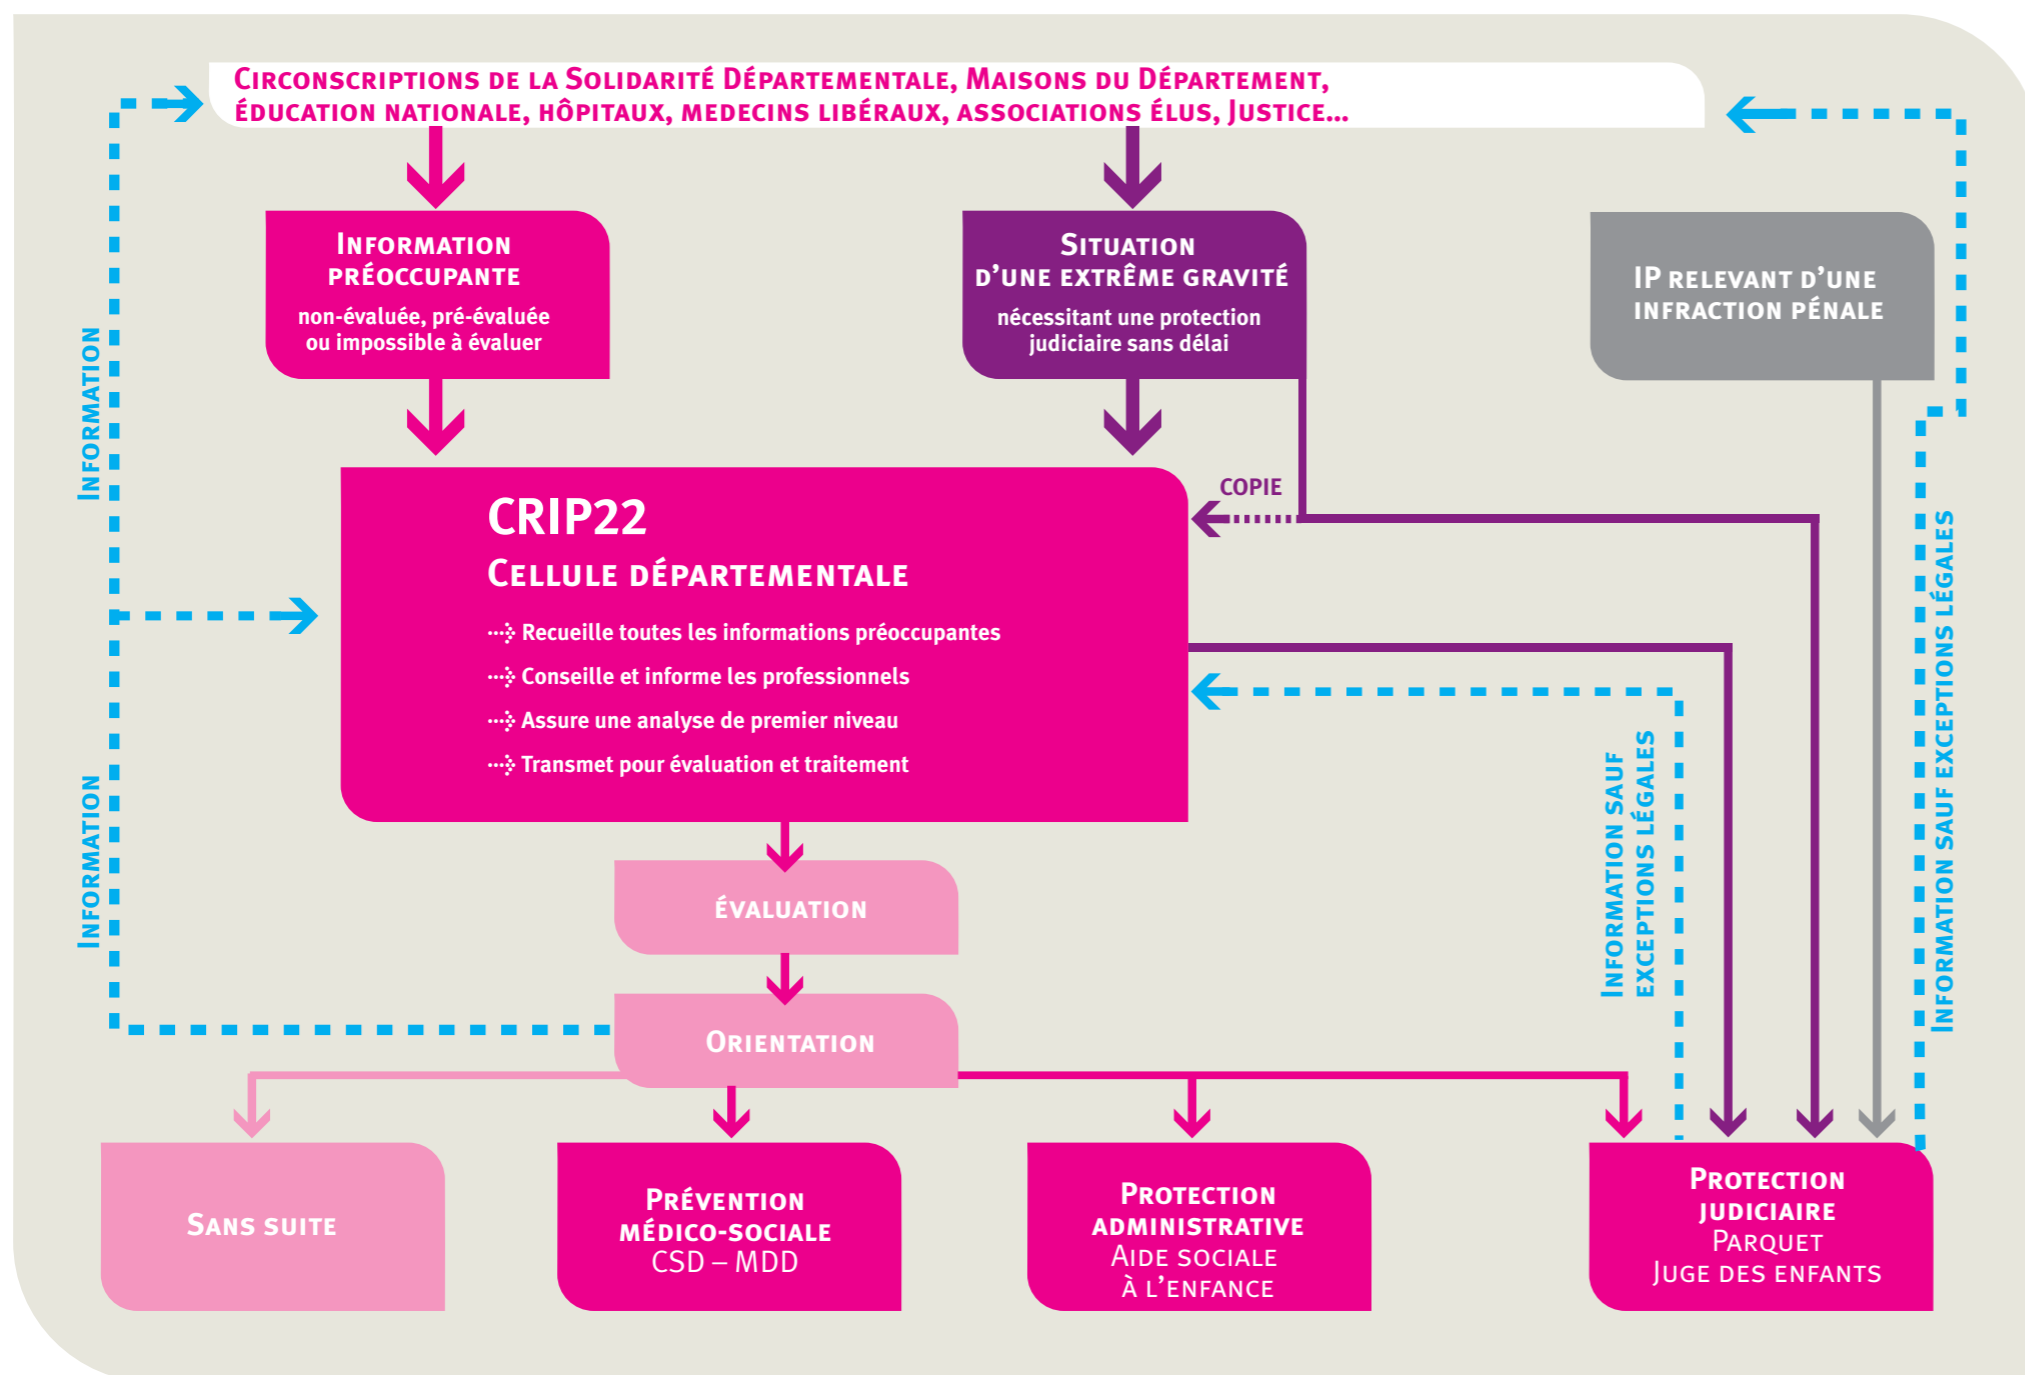 Circonscriptions de la Solidarité Départementale, Maisons du Département,
éducation nationale, hôpitaux, medecins libéraux, associations élus, Justice...
Information
préoccupante
non-évaluée, pré-évaluée
ou impossible à évaluer
Situation
d’une extrême gravité
nécessitant une protection
judiciaire sans délai
IP relevant d’une
infraction pénale
Information
copie
CRIP22
Cellule départementale
Recueille toutes les informations préoccupantes
Conseille et informe les professionnels
Assure une analyse de premier niveau
Transmet pour évaluation et traitement
Information
Information sauf
exceptions légales
Information sauf exceptions légales
évaluation
Orientation
Sans suite
Prévention
médico-sociale
CSD – MDD
Protection
administrative
Aide sociale
à l’enfance
Protection
judiciaire
Parquet
Juge des enfants